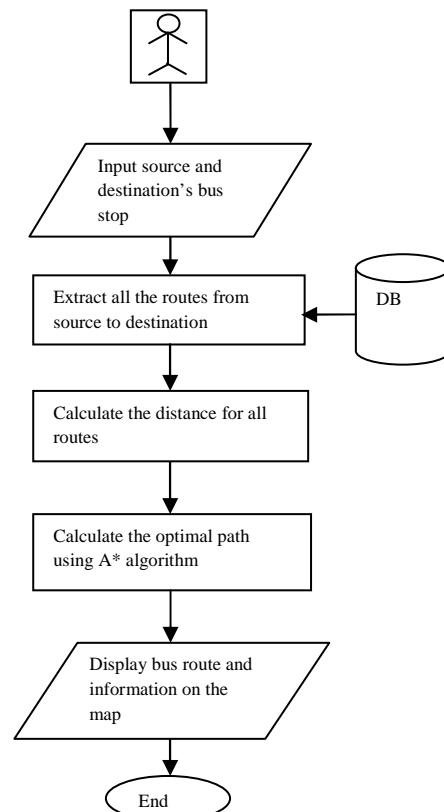 Input source and
destination's bus
stop
Extract all the routes from
source to destination
DB
Calculate the distance for all
routes
Calculate the optimal path
using A* algorithm
Display bus route and
information on the
map
End